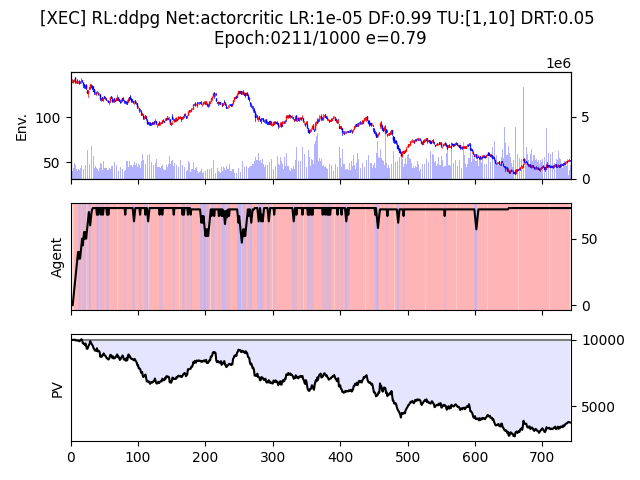 [XEC] RL:ddpg Net:actorcritic LR:1e-05 DF:0.99 TU:[1,10] DRT:0.05
Epoch:0211/1000 e=0.79
1e6
Env.
100
50
5
0
Agent
50
0
PV
10000
5000
0 100 200 300 400 500 600 700